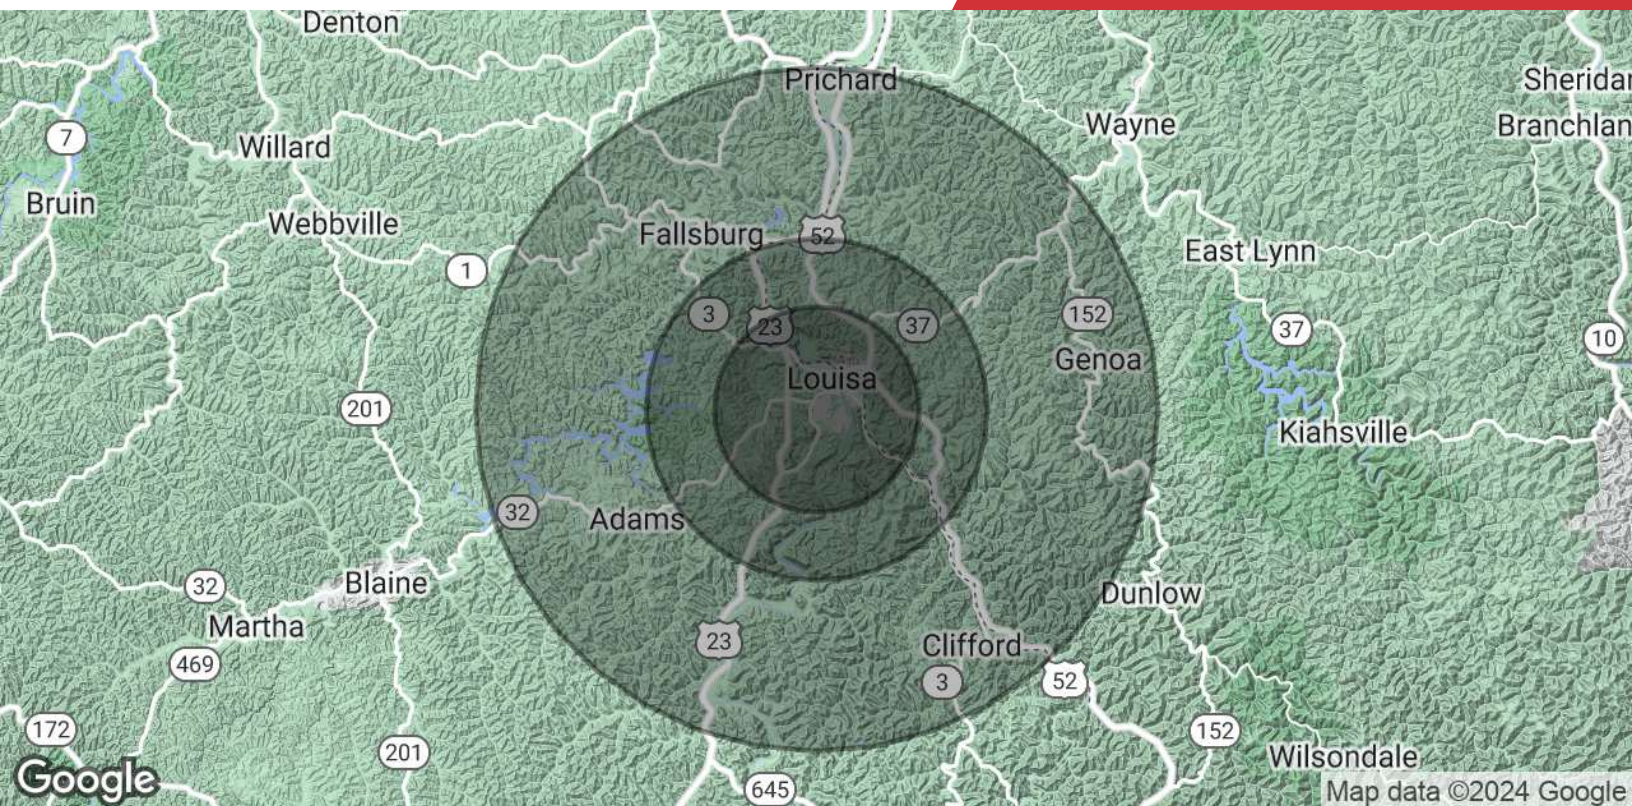 Denton
Prichard
Sheridar
Wayne
Branchlan
7
Willard
Bruin
Webbville
Fallsburg
52
East Lynn
1
3
23
37
152
37
10
Genoa
Louisa
201
Kiahsville
32
Adams
Blaine
32
Dunlow
Martha
23
Clifford
469
3
52
172
152
201
Wilsondale
Google
645
Map data ©2024 Google